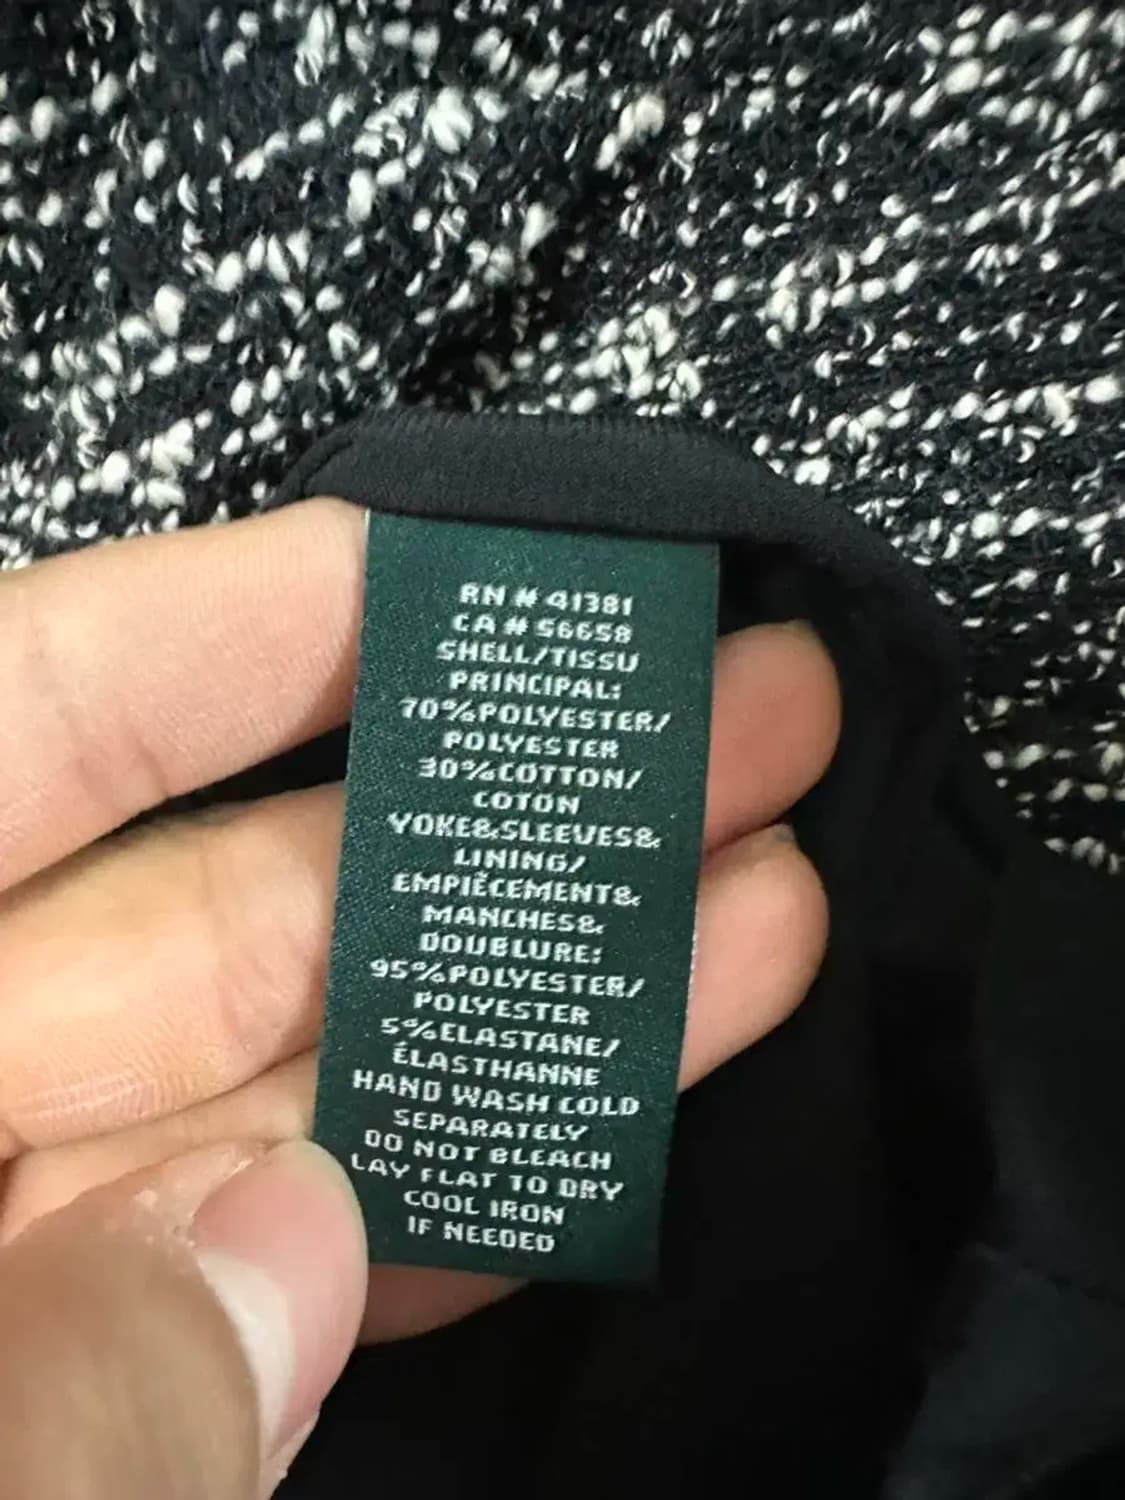 RN # 41381
CA # 56658
SHELL/TISSU
PRINCIPAL:
70%POLYESTER/
POLYESTER
30%COTTON/
COTON
YOKE&SLEEVES&
LINING/
EMPIÈCEMENT&
MANCHES&
DOUBLURE:
95%POLYESTER/
POLYESTER
5%ELASTANE/
ÉLASTHANNE
HAND WASH COLD
SEPARATELY
DO NOT BLEACH
LAY FLAT TO DRY
COOL IRON
IF NEEDED